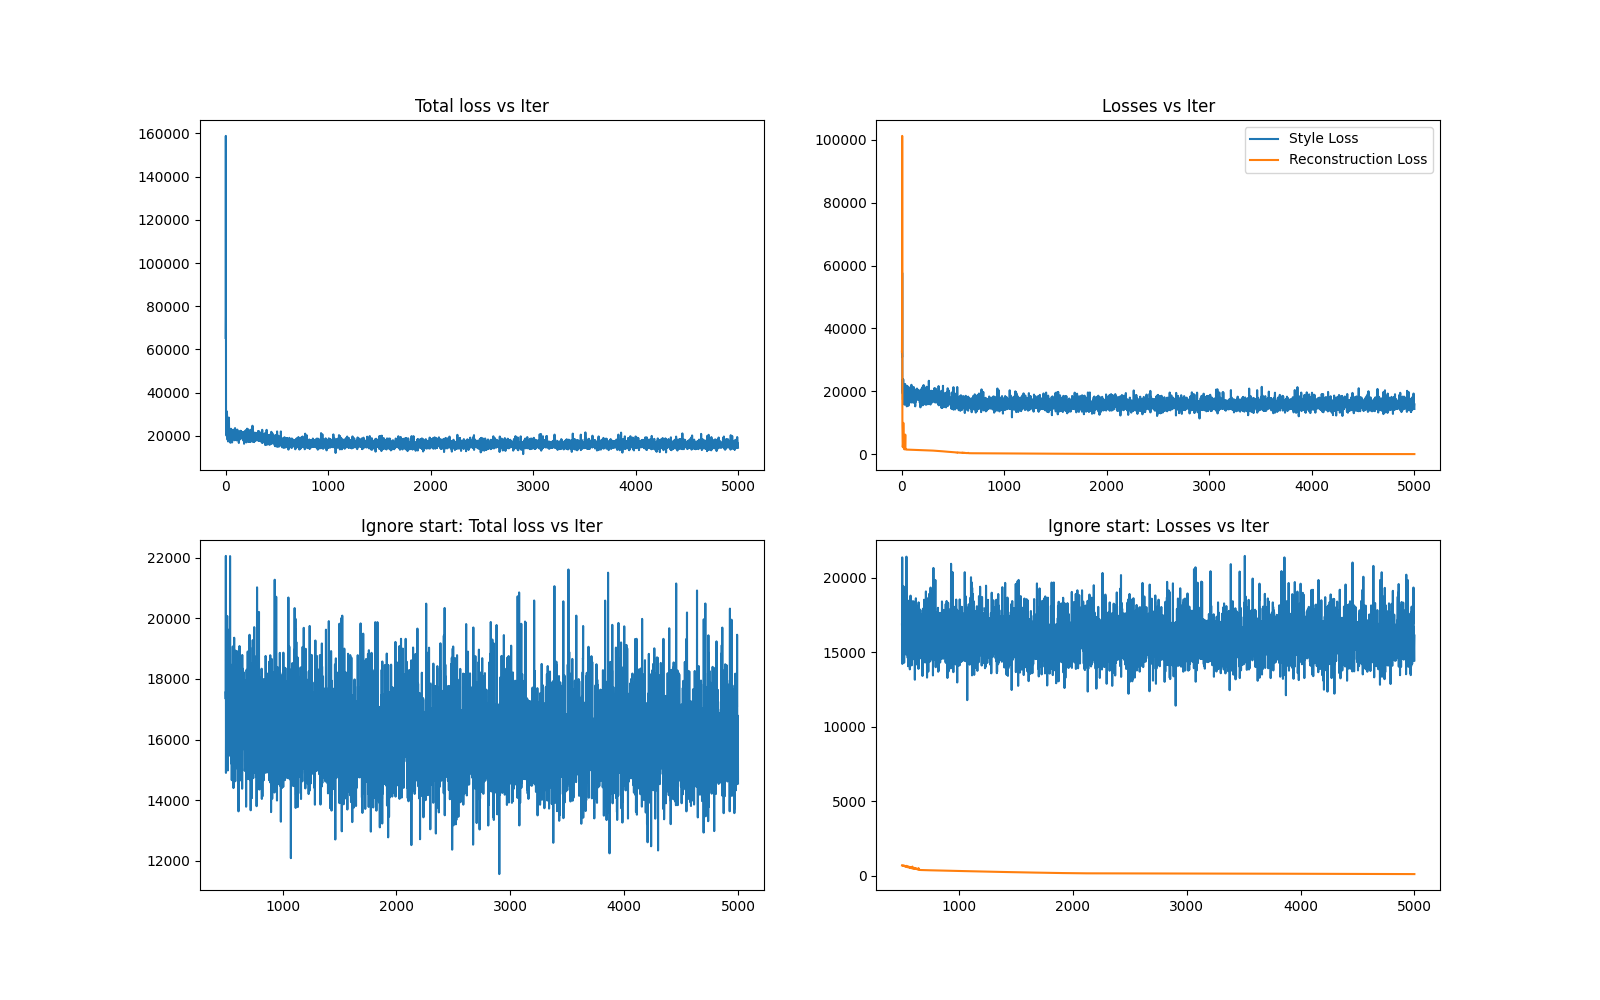 Total loss vs Iter
160000
140000
120000
100000
80000
60000
40000
20000
0 1000 2000 3000 4000 5000
Losses vs Iter
Style Loss
Reconstruction Loss
100000
80000
60000
40000
20000
0
0 1000 2000 3000 4000 5000
Ignore start: Total loss vs Iter
22000
20000
18000
16000
14000
12000
1000 2000 3000 4000 5000
Ignore start: Losses vs Iter
20000
15000
10000
5000
0
1000 2000 3000 4000 5000